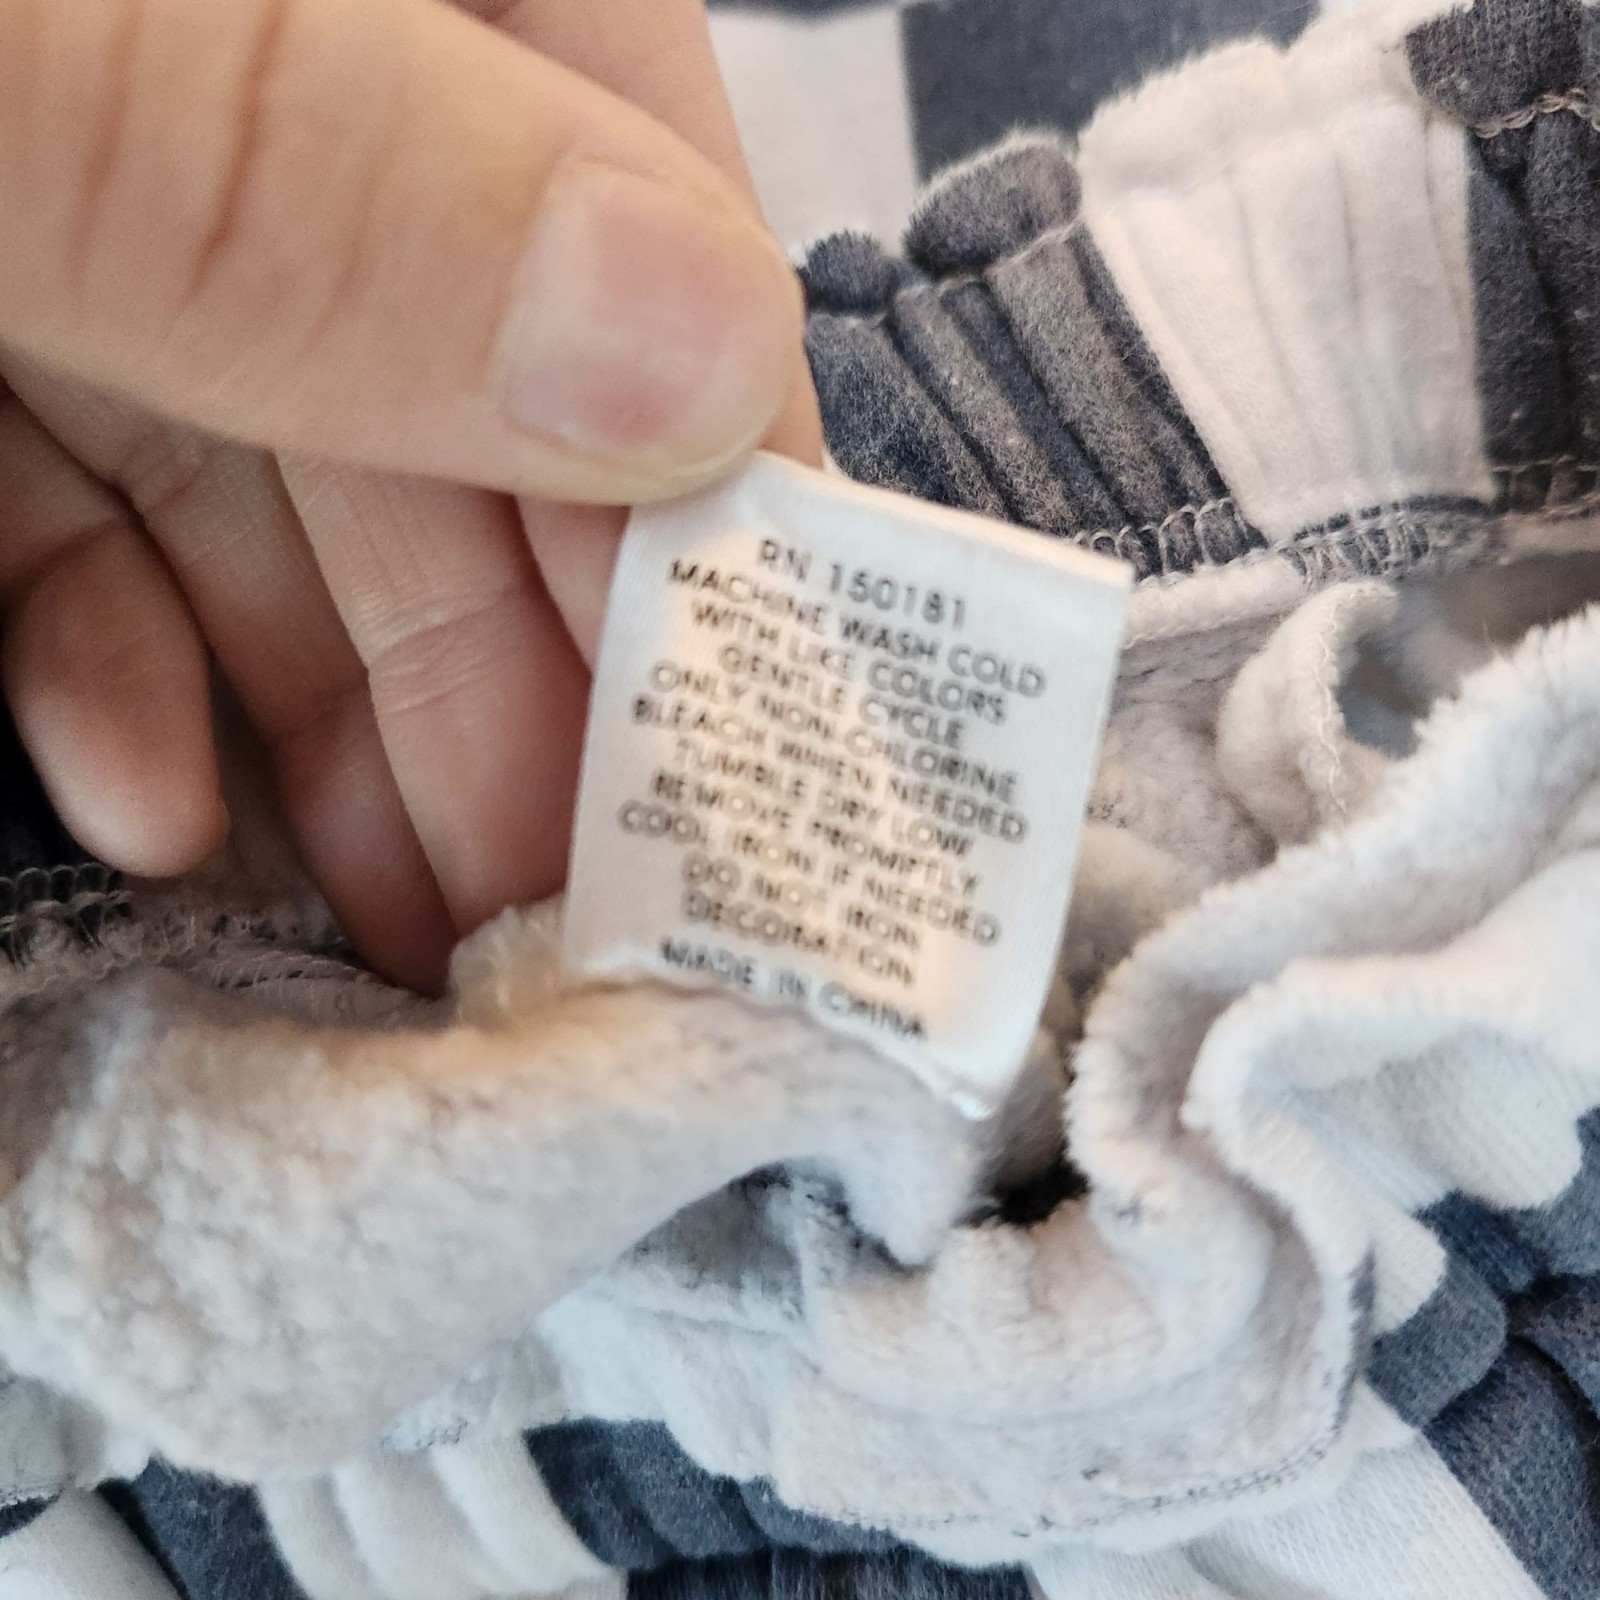 RN 150181
MACHINE WASH COLD
WITH LIKE COLORS
GENTLE CYCLE
ONLY NON-CHLORINE
BLEACH WHEN NEEDED
TUMBLE DRY LOW
REMOVE PROMPTLY
COOL IRON IF NEEDED
DO NOT IRON
DECORATION
MADE IN CHINA